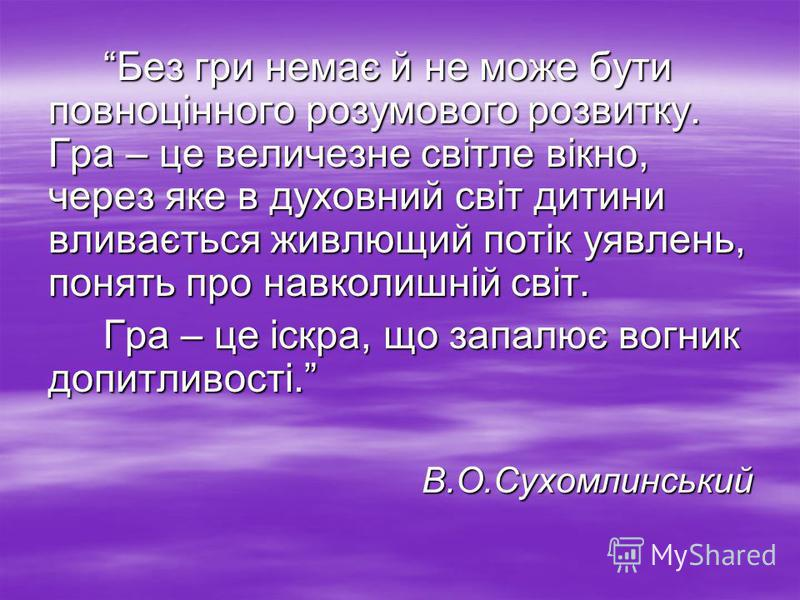 “Без гри немає й не може бути
повноцінного розумового розвитку.
Гра – це величезне світле вікно,
через яке в духовний світ дитини
вливається живлющий потік уявлень,
понять про навколишній світ.
Гра – це іскра, що запалює вогник
допитливості.”
В.О.Сухомлинський
MyShared